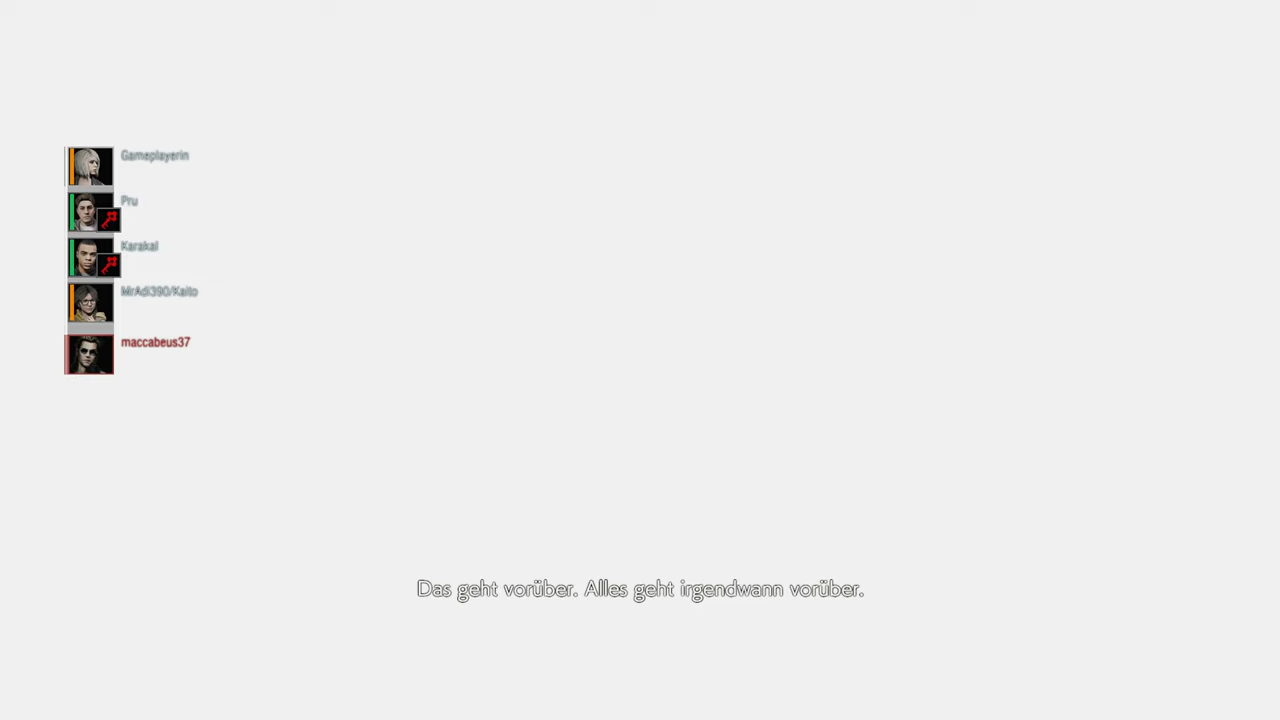 Gameplayerin
Pru
Karakal
MrAdi390/Kaito
maccabeus37
Das geht vorüber. Alles geht irgendwann vorüber.